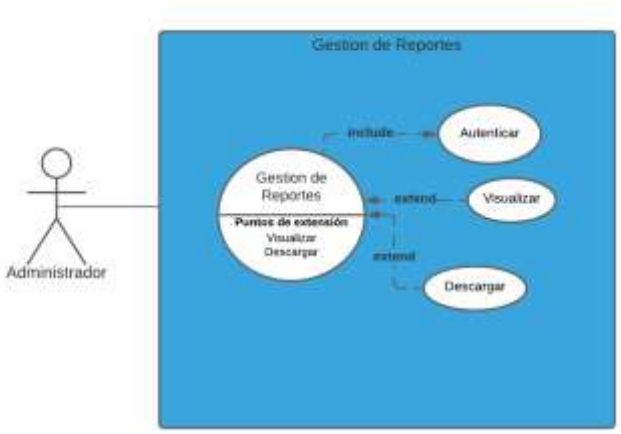 Gestion de Reportes
include
Autenticar
Gestion de
Reportes
extend
Visualizar
Puntos de extensión
Visualizar
Descargar
extend
Descargar
Administrador